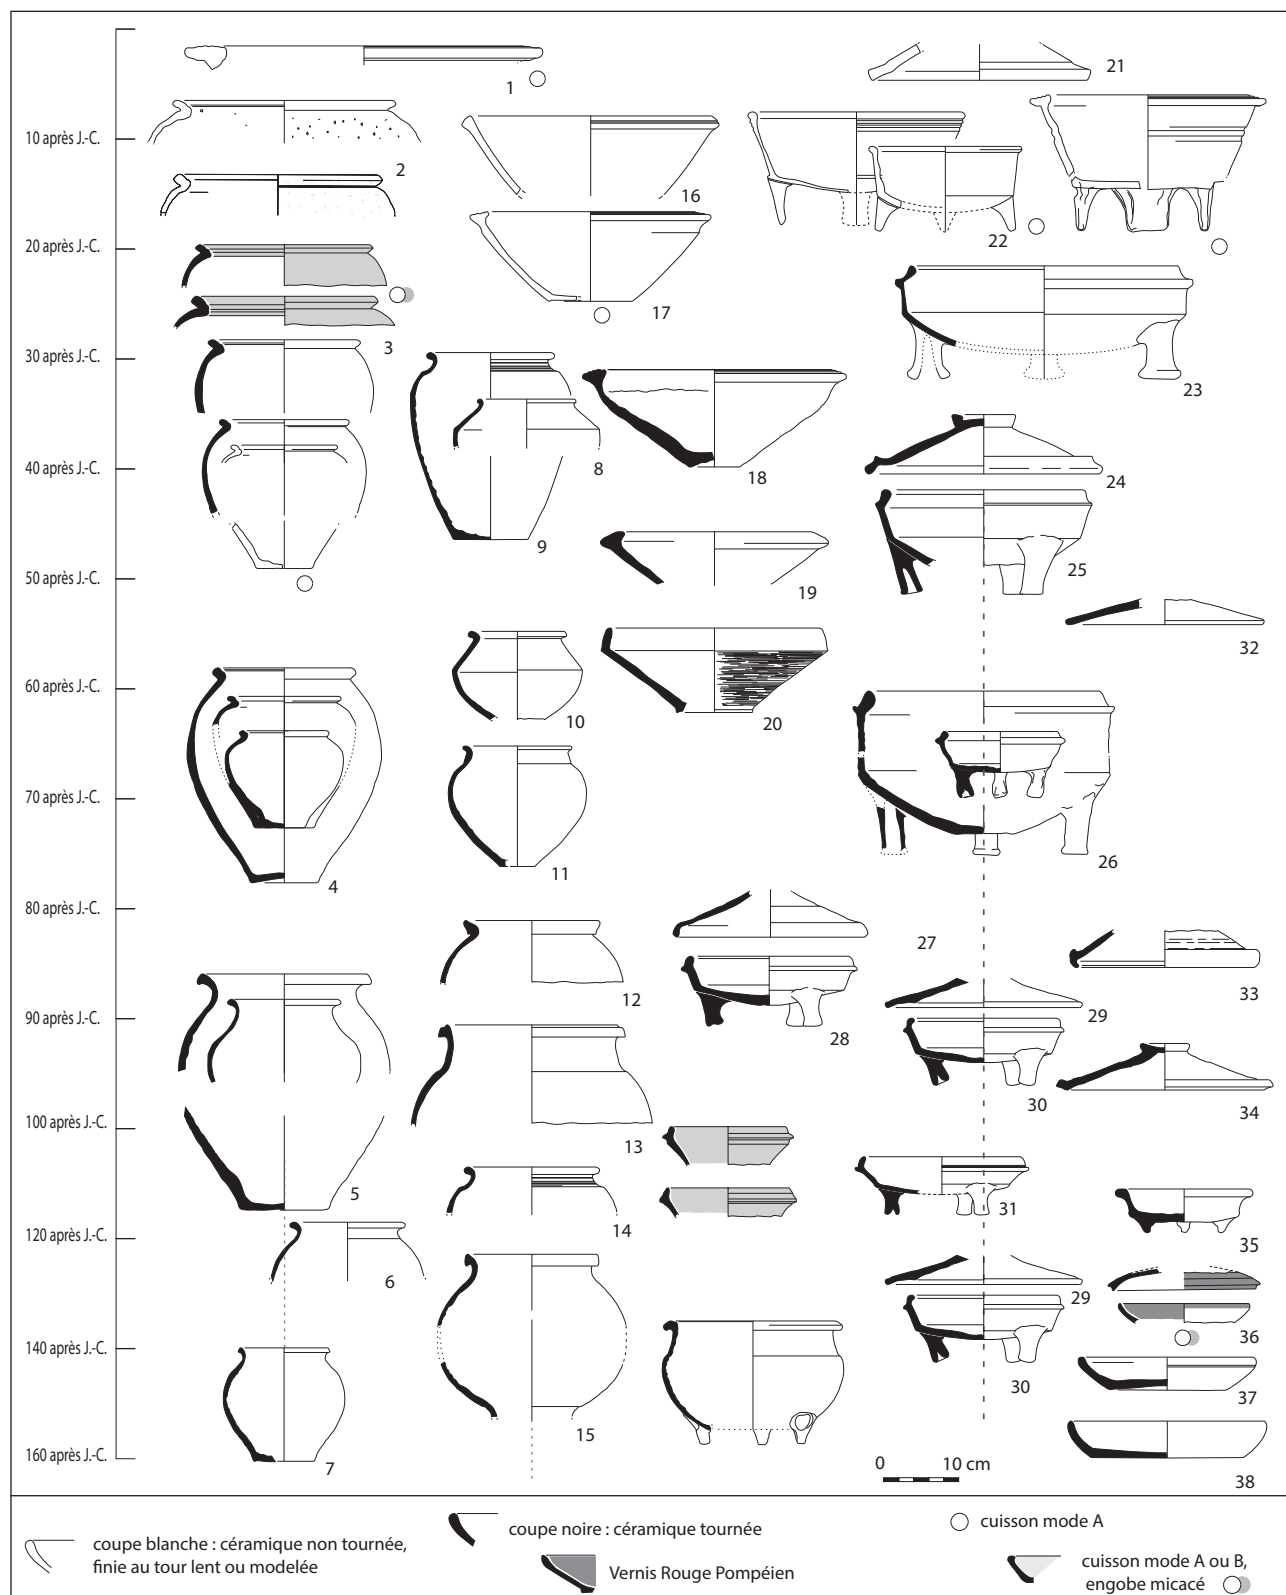 1
21
10 après J.-C.
2
16
22
20 après J.-C.
17
3
30 après J.-C.
23
8
18
40 après J.-C.
24
9
25
50 après J.-C.
19
32
60 après J.-C.
10
20
70 après J.-C.
11
26
4
80 après J.-C.
27
12
33
90 après J.-C.
28
29
30
34
100 après J.-C.
13
5
14
31
35
120 après J.-C.
6
29
36
140 après J.-C.
30
37
15
160 après J.-C.
7
0 10 cm
38
coupe blanche : céramique non tournée,
finie au tour lent ou modelée
coupe noire : céramique tournée
Vernis Rouge Pompéien
cuisson mode A
cuisson mode A ou B,
engobe micacé